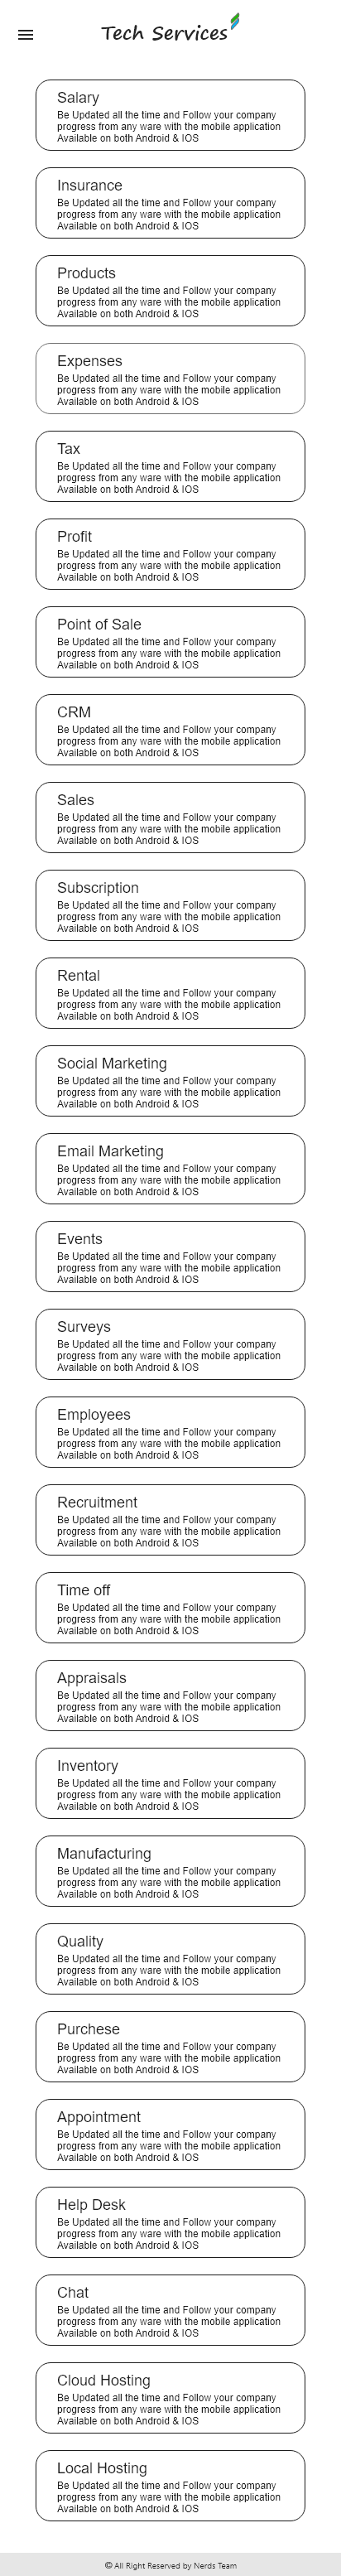 Tech Services
Salary
Be Updated all the time and Follow your company
progress from any ware with the mobile application
Available on both Android & IOS
Insurance
Be Updated all the time and Follow your company
progress from any ware with the mobile application
Available on both Android & IOS
Products
Be Updated all the time and Follow your company
progress from any ware with the mobile application
Available on both Android & IOS
Expenses
Be Updated all the time and Follow your company
progress from any ware with the mobile application
Available on both Android & IOS
Tax
Be Updated all the time and Follow your company
progress from any ware with the mobile application
Available on both Android & IOS
Profit
Be Updated all the time and Follow your company
progress from any ware with the mobile application
Available on both Android & IOS
Point of Sale
Be Updated all the time and Follow your company
progress from any ware with the mobile application
Available on both Android & IOS
CRM
Be Updated all the time and Follow your company
progress from any ware with the mobile application
Available on both Android & IOS
Sales
Be Updated all the time and Follow your company
progress from any ware with the mobile application
Available on both Android & IOS
Subscription
Be Updated all the time and Follow your company
progress from any ware with the mobile application
Available on both Android & IOS
Rental
Be Updated all the time and Follow your company
progress from any ware with the mobile application
Available on both Android & IOS
Social Marketing
Be Updated all the time and Follow your company
progress from any ware with the mobile application
Available on both Android & IOS
Email Marketing
Be Updated all the time and Follow your company
progress from any ware with the mobile application
Available on both Android & IOS
Events
Be Updated all the time and Follow your company
progress from any ware with the mobile application
Available on both Android & IOS
Surveys
Be Updated all the time and Follow your company
progress from any ware with the mobile application
Available on both Android & IOS
Employees
Be Updated all the time and Follow your company
progress from any ware with the mobile application
Available on both Android & IOS
Recruitment
Be Updated all the time and Follow your company
progress from any ware with the mobile application
Available on both Android & IOS
Time off
Be Updated all the time and Follow your company
progress from any ware with the mobile application
Available on both Android & IOS
Appraisals
Be Updated all the time and Follow your company
progress from any ware with the mobile application
Available on both Android & IOS
Inventory
Be Updated all the time and Follow your company
progress from any ware with the mobile application
Available on both Android & IOS
Manufacturing
Be Updated all the time and Follow your company
progress from any ware with the mobile application
Available on both Android & IOS
Quality
Be Updated all the time and Follow your company
progress from any ware with the mobile application
Available on both Android & IOS
Purchese
Be Updated all the time and Follow your company
progress from any ware with the mobile application
Available on both Android & IOS
Appointment
Be Updated all the time and Follow your company
progress from any ware with the mobile application
Available on both Android & IOS
Help Desk
Be Updated all the time and Follow your company
progress from any ware with the mobile application
Available on both Android & IOS
Chat
Be Updated all the time and Follow your company
progress from any ware with the mobile application
Available on both Android & IOS
Cloud Hosting
Be Updated all the time and Follow your company
progress from any ware with the mobile application
Available on both Android & IOS
Local Hosting
Be Updated all the time and Follow your company
progress from any ware with the mobile application
Available on both Android & IOS
© All Right Reserved by Nerds Team